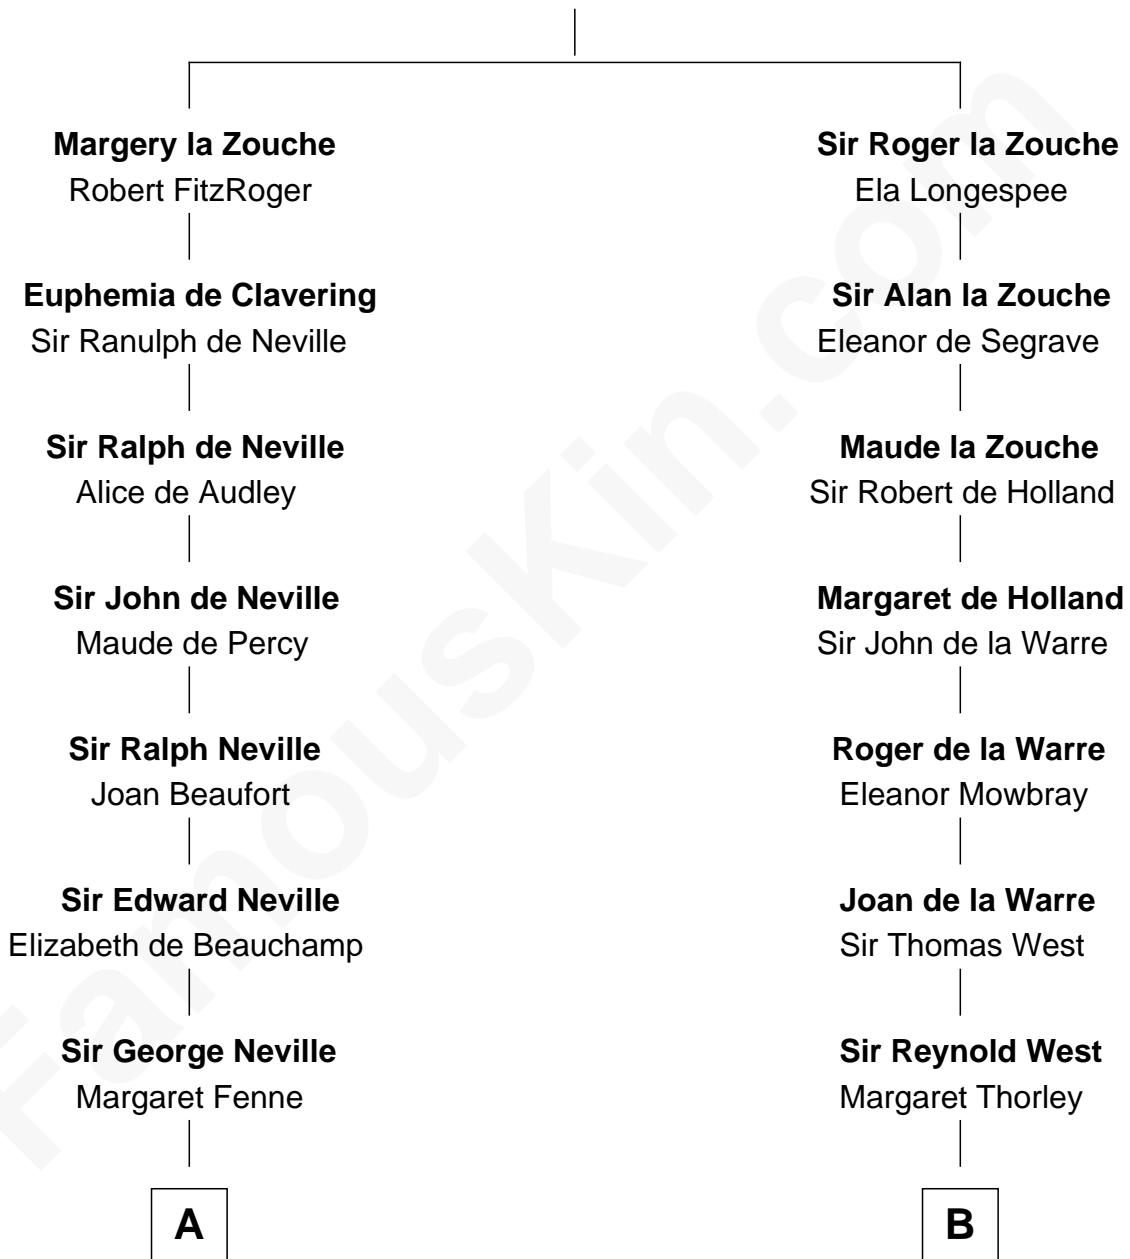 Margery la Zouche
Robert FitzRoger
Euphemia de Clavering
Sir Ranulph de Neville
Sir Ralph de Neville
Alice de Audley
Sir John de Neville
Maude de Percy
Sir Ralph Neville
Joan Beaufort
Sir Edward Neville
Elizabeth de Beauchamp
Sir George Neville
Margaret Fenne
A
Sir Roger la Zouche
Ela Longespee
Sir Alan la Zouche
Eleanor de Segrave
Maude la Zouche
Sir Robert de Holland
Margaret de Holland
Sir John de la Warre
Roger de la Warre
Eleanor Mowbray
Joan de la Warre
Sir Thomas West
Sir Reynold West
Margaret Thorley
B
FamousKin.com